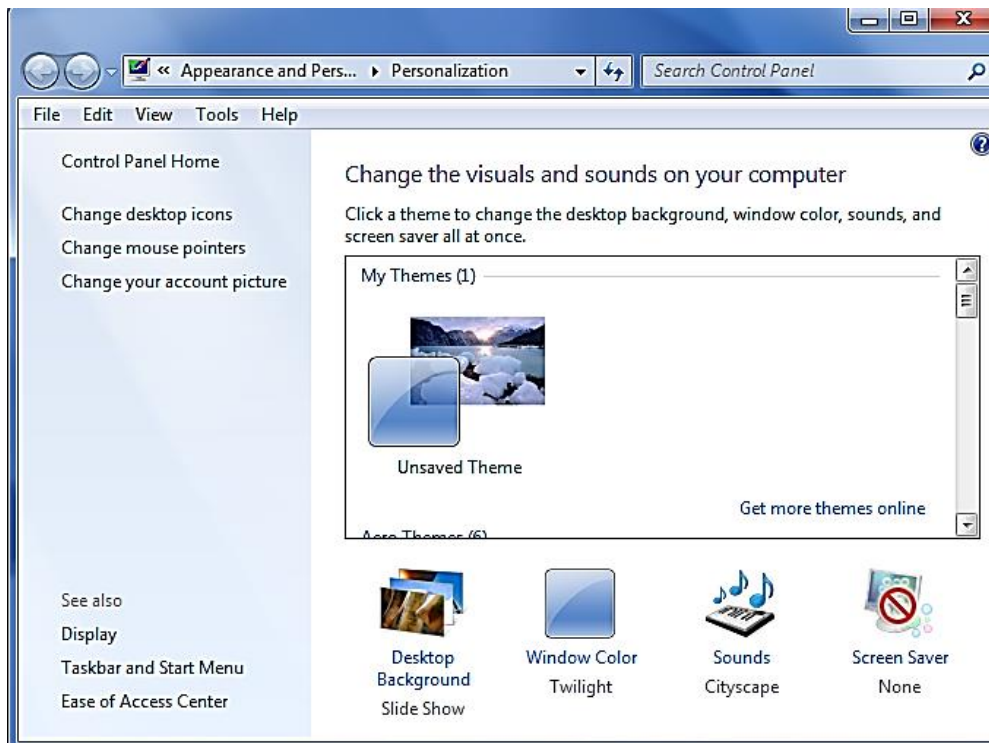 « Appearance and Pers... ▸ Personalization
Search Control Panel
File Edit View Tools Help
Control Panel Home
Change desktop icons
Change mouse pointers
Change your account picture
See also
Display
Taskbar and Start Menu
Ease of Access Center
Change the visuals and sounds on your computer
Click a theme to change the desktop background, window color, sounds, and
screen saver all at once.
My Themes (1)
Unsaved Theme
Get more themes online
Aero Themes (6)
Desktop
Background
Slide Show
Window Color
Twilight
Sounds
Cityscape
Screen Saver
None